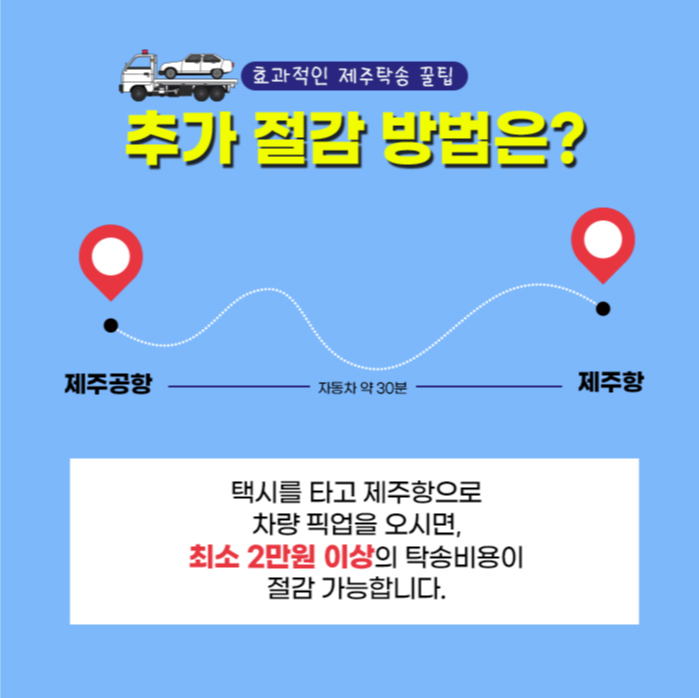 효과적인 제주탁송 꿀팁
추가 절감 방법은?
제주공항
자동차 약 30분
제주항
택시를 타고 제주항으로
차량 픽업을 오시면,
최소 2만원 이상의 탁송비용이
절감 가능합니다.